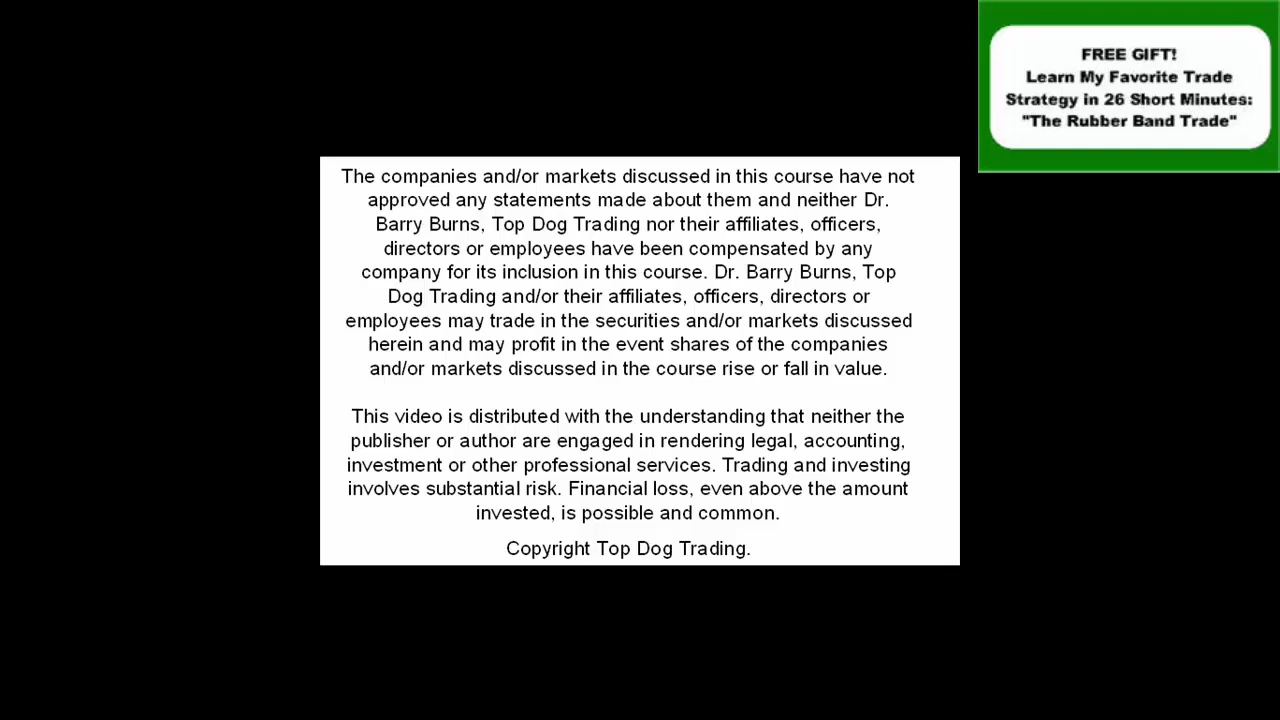 FREE GIFT!
Learn My Favorite Trade
Strategy in 26 Short Minutes:
"The Rubber Band Trade"
The companies and/or markets discussed in this course have not
approved any statements made about them and neither Dr.
Barry Burns, Top Dog Trading nor their affiliates, officers,
directors or employees have been compensated by any
company for its inclusion in this course. Dr. Barry Burns, Top
Dog Trading and/or their affiliates, officers, directors or
employees may trade in the securities and/or markets discussed
herein and may profit in the event shares of the companies
and/or markets discussed in the course rise or fall in value.
This video is distributed with the understanding that neither the
publisher or author are engaged in rendering legal, accounting,
investment or other professional services. Trading and investing
involves substantial risk. Financial loss, even above the amount
invested, is possible and common.
Copyright Top Dog Trading.